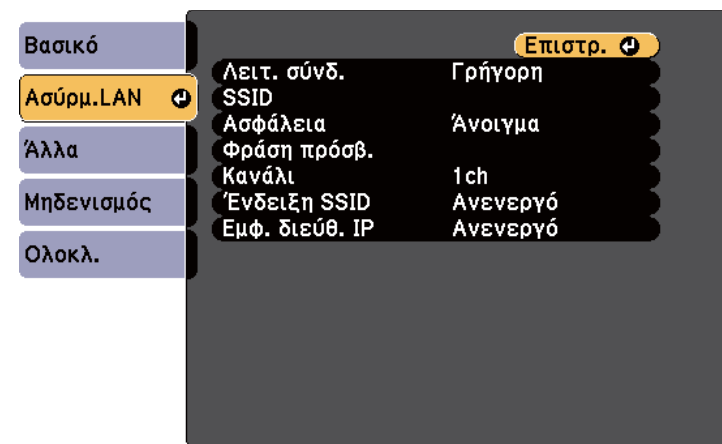 Βασικό
Ασύρμ.LAN
Άλλα
Μηδενισμός
Ολοκλ.
Επιστρ.
Λειτ. σύνδ. Γρήγορη
SSID
Ασφάλεια Άνοιγμα
Φράση πρόσβ.
Κανάλι 1ch
Ένδειξη SSID Ανενεργό
Εμφ. διεύθ. IP Ανενεργό